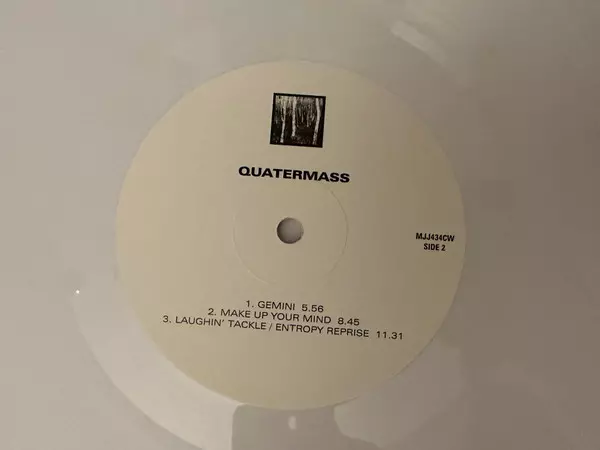 QUATERMASS
MJJ434CW
SIDE 2
1. GEMINI 5.56
2. MAKE UP YOUR MIND 8.45
3. LAUGHIN' TACKLE / ENTROPY REPRISE 11.31